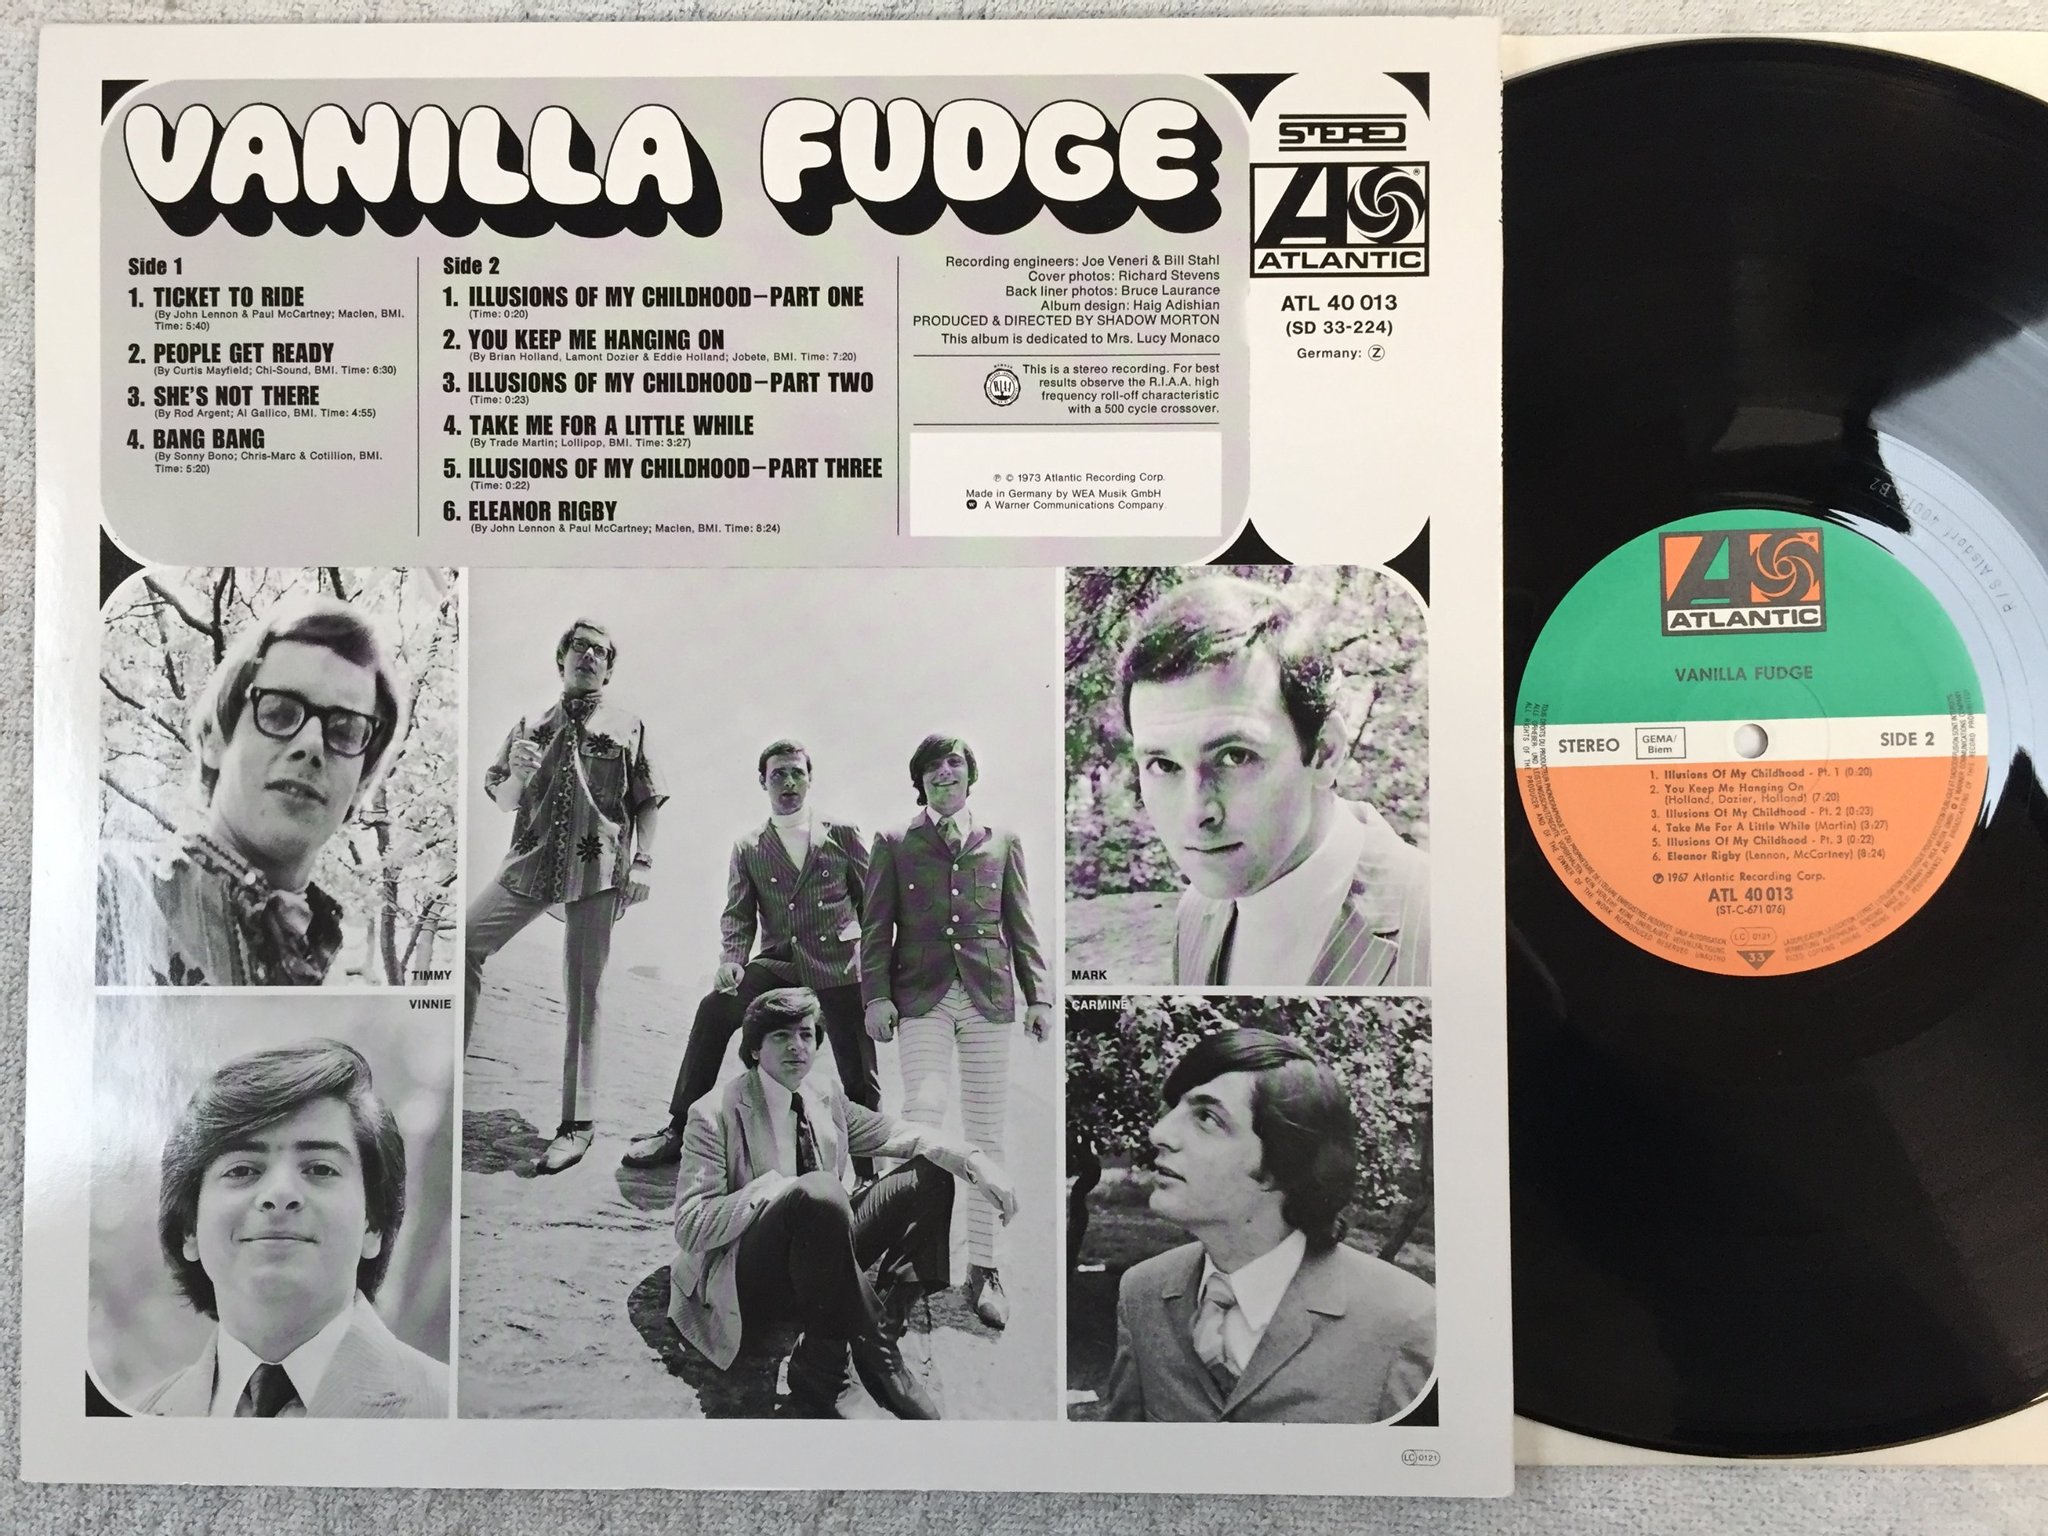 VANILLA FUDGE
STEREO
ATLANTIC
ATL 40 013
(SD 33-224)
Germany: Z
Side 1
1. TICKET TO RIDE
(By John Lennon & Paul McCartney; Maclen, BMI.
Time: 5:40)
2. PEOPLE GET READY
(By Curtis Mayfield; Chi-Sound, BMI. Time: 6:30)
3. SHE'S NOT THERE
(By Rod Argent; Al Gallico, BMI. Time: 4:55)
4. BANG BANG
(By Sonny Bono; Chris-Marc & Cotillion, BMI.
Time: 5:20)
Side 2
1. ILLUSIONS OF MY CHILDHOOD—PART ONE
(Time: 0:20)
2. YOU KEEP ME HANGING ON
(By Brian Holland, Lamont Dozier & Eddie Holland; Jobete, BMI. Time: 7:20)
3. ILLUSIONS OF MY CHILDHOOD—PART TWO
(Time: 0:23)
4. TAKE ME FOR A LITTLE WHILE
(By Trade Martin; Lollipop, BMI. Time: 3:27)
5. ILLUSIONS OF MY CHILDHOOD—PART THREE
(Time: 0:22)
6. ELEANOR RIGBY
(By John Lennon & Paul McCartney; Maclen, BMI. Time: 8:24)
Recording engineers: Joe Veneri & Bill Stahl
Cover photos: Richard Stevens
Back liner photos: Bruce Laurance
Album design: Haig Adishian
PRODUCED & DIRECTED BY SHADOW MORTON
This album is dedicated to Mrs. Lucy Monaco
This is a stereo recording. For best
results observe the R.I.A.A. high
frequency roll-off characteristic
with a 500 cycle crossover.
℗ © 1973 Atlantic Recording Corp.
Made in Germany by WEA Musik GmbH
A Warner Communications Company
TIMMY
VINNIE
MARK
CARMINE
LC 0121
ATLANTIC
VANILLA FUDGE
STEREO
GEMA/
Biem
SIDE 2
1. Illusions Of My Childhood - Pt. 1 (0:20)
2. You Keep Me Hanging On
(Holland, Dozier, Holland) (7:20)
3. Illusions Of My Childhood - Pt. 2 (0:23)
4. Take Me For A Little While (Martin) (3:27)
5. Illusions Of My Childhood - Pt. 3 (0:22)
6. Eleanor Rigby (Lennon, McCartney) (8:24)
℗ 1967 Atlantic Recording Corp.
ATL 40 013
(ST-C-671 076)
LC 0121
33